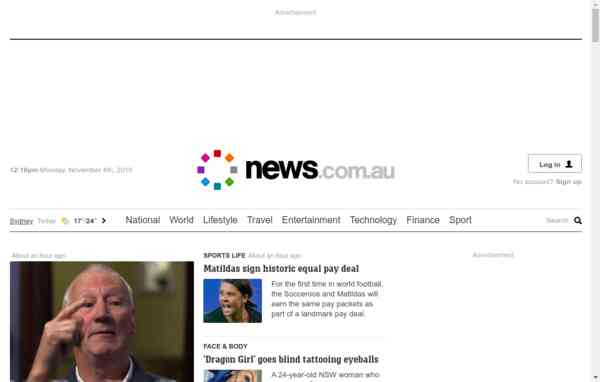 Advertisement
12:16pm Monday, November 4th, 2019
news.com.au
Log in
No account? Sign up
Sydney Today 17°/24°
National World Lifestyle Travel Entertainment Technology Finance Sport
Search
About an hour ago
SPORTS LIFE About an hour ago
Advertisement
Matildas sign historic equal pay deal
For the first time in world football,
the Socceroos and Matildas will
earn the same pay packets as
part of a landmark pay deal.
FACE & BODY
'Dragon Girl' goes blind tattooing eyeballs
A 24-year-old NSW woman who